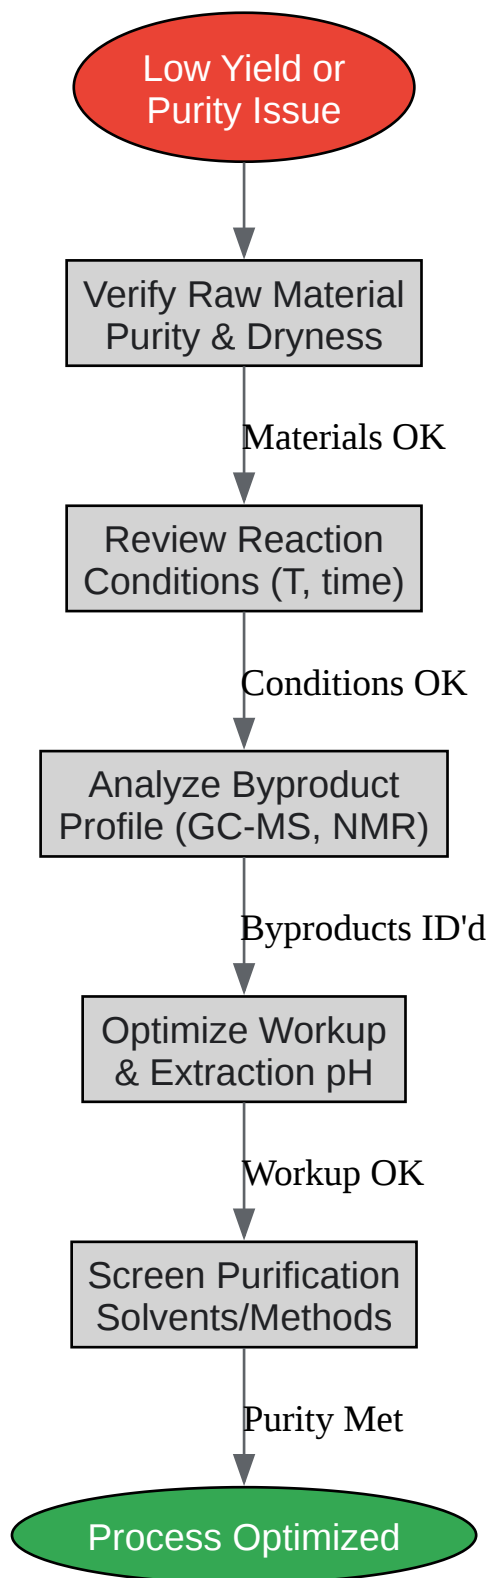 Low Yield or
Purity Issue
Verify Raw Material
Purity & Dryness
Materials OK
Review Reaction
Conditions (T, time)
Conditions OK
Analyze Byproduct
Profile (GC-MS, NMR)
Byproducts ID'd
Optimize Workup
& Extraction pH
Workup OK
Screen Purification
Solvents/Methods
Purity Met
Process Optimized